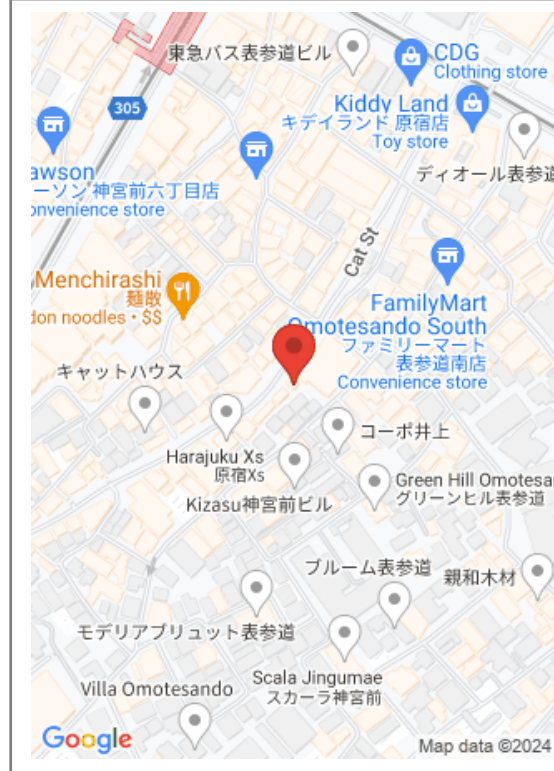 東急バス表参道ビル
CDG
Clothing store
Kiddy Land
キデイランド 原宿店
Toy store
305
ディオール表参道
awson
ーソン 神宮前六丁目店
onvenience store
Cat St
Menchirashi
麺散
don noodles • $$
FamilyMart
Omotesando South
ファミリーマート
表参道南店
Convenience store
キャットハウス
コーポ井上
Harajuku Xs
原宿Xs
Green Hill Omotesan
グリーンヒル表参道
Kizasu神宮前ビル
ブルーム表参道
親和木材
モデリアブリュット表参道
Scala Jingumae
スカーラ神宮前
Villa Omotesando
Google
Map data ©2024